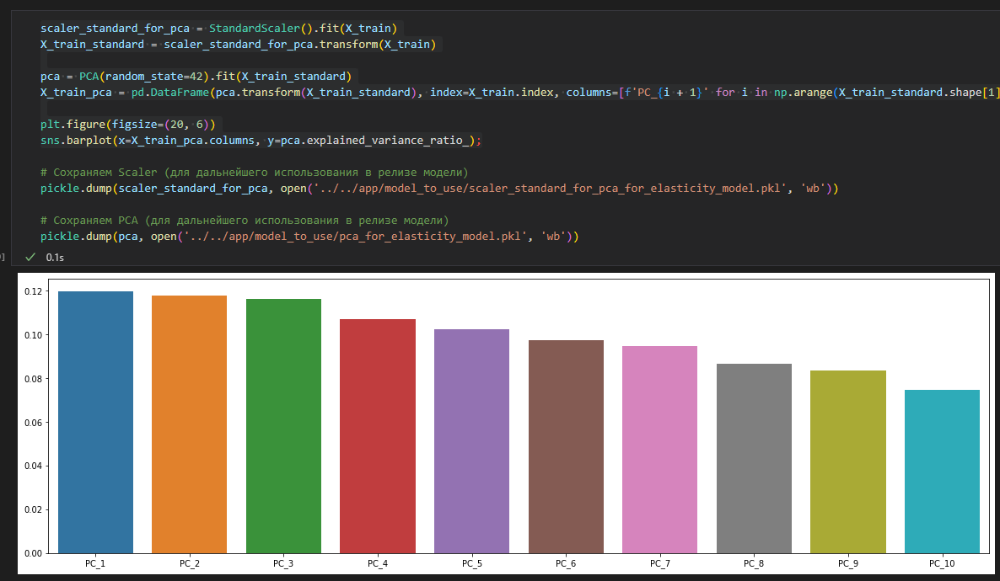 scaler_standard_for_pca = StandardScaler().fit(X_train)
X_train_standard = scaler_standard_for_pca.transform(X_train)
pca = PCA(random_state=42).fit(X_train_standard)
X_train_pca = pd.DataFrame(pca.transform(X_train_standard), index=X_train.index, columns=[f'PC_{i + 1}' for i in np.arange(X_train_standard.shape[1]
plt.figure(figsize=(20, 6))
sns.barplot(x=X_train_pca.columns, y=pca.explained_variance_ratio_);
# Сохраняем Scaler (для дальнейшего использования в релизе модели)
pickle.dump(scaler_standard_for_pca, open('../../app/model_to_use/scaler_standard_for_pca_for_elasticity_model.pkl', 'wb'))
# Сохраняем PCA (для дальнейшего использования в релизе модели)
pickle.dump(pca, open('../../app/model_to_use/pca_for_elasticity_model.pkl', 'wb'))
] ✓ 0.1s
0.12
0.10
0.08
0.06
0.04
0.02
0.00
PC_1 PC_2 PC_3 PC_4 PC_5 PC_6 PC_7 PC_8 PC_9 PC_10